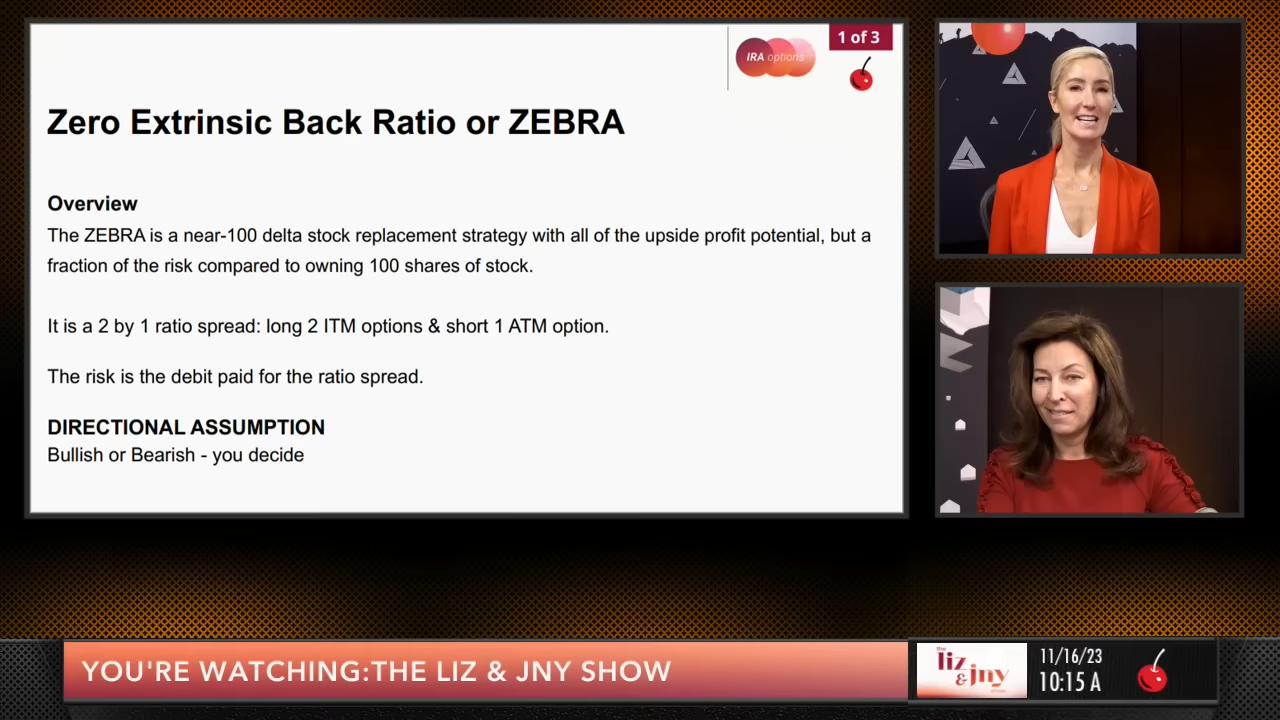 IRA options
1 of 3
Zero Extrinsic Back Ratio or ZEBRA
Overview
The ZEBRA is a near-100 delta stock replacement strategy with all of the upside profit potential, but a
fraction of the risk compared to owning 100 shares of stock.
It is a 2 by 1 ratio spread: long 2 ITM options & short 1 ATM option.
The risk is the debit paid for the ratio spread.
DIRECTIONAL ASSUMPTION
Bullish or Bearish - you decide
YOU'RE WATCHING:THE LIZ & JNY SHOW
the
liz
& jny
11/16/23
10:15 A